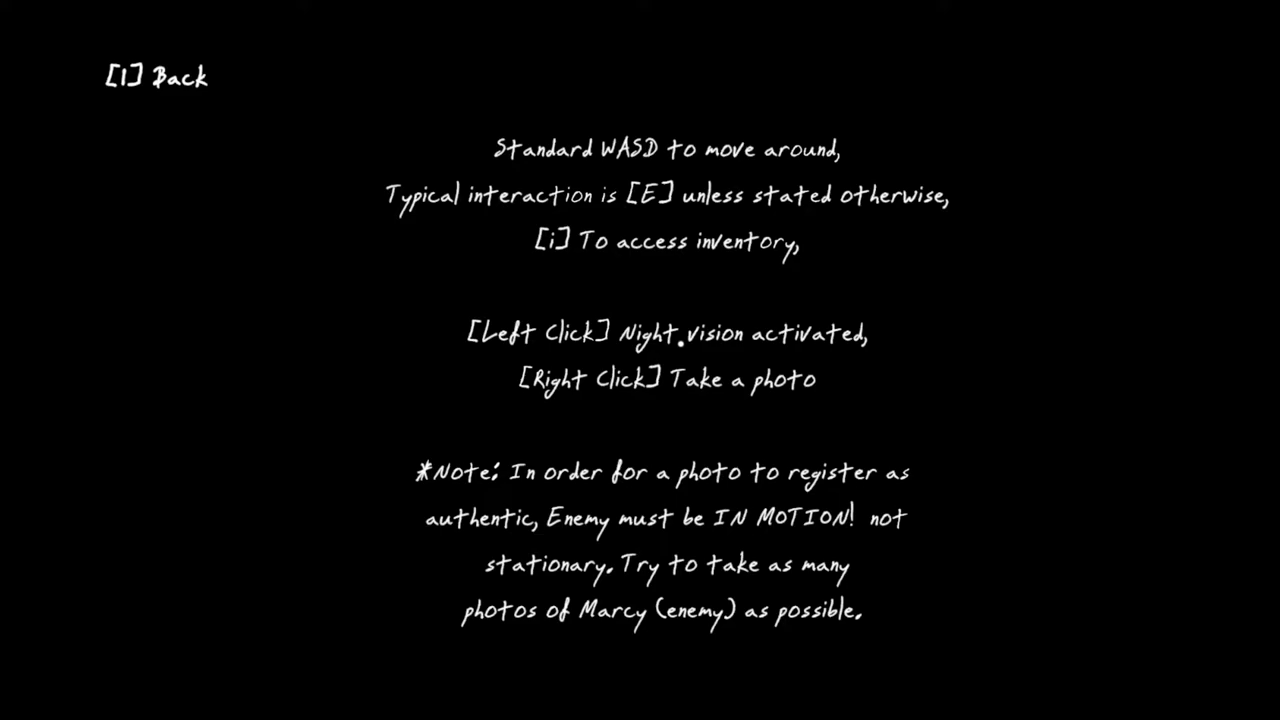 [1] Back
Standard WASD to move around,
Typical interaction is [E] unless stated otherwise,
[i] To access inventory,
[Left Click] Night.vision activated,
[Right Click] Take a photo
*Note: In order for a photo to register as
authentic, Enemy must be IN MOTION! not
stationary. Try to take as many
photos of Marcy (enemy) as possible.